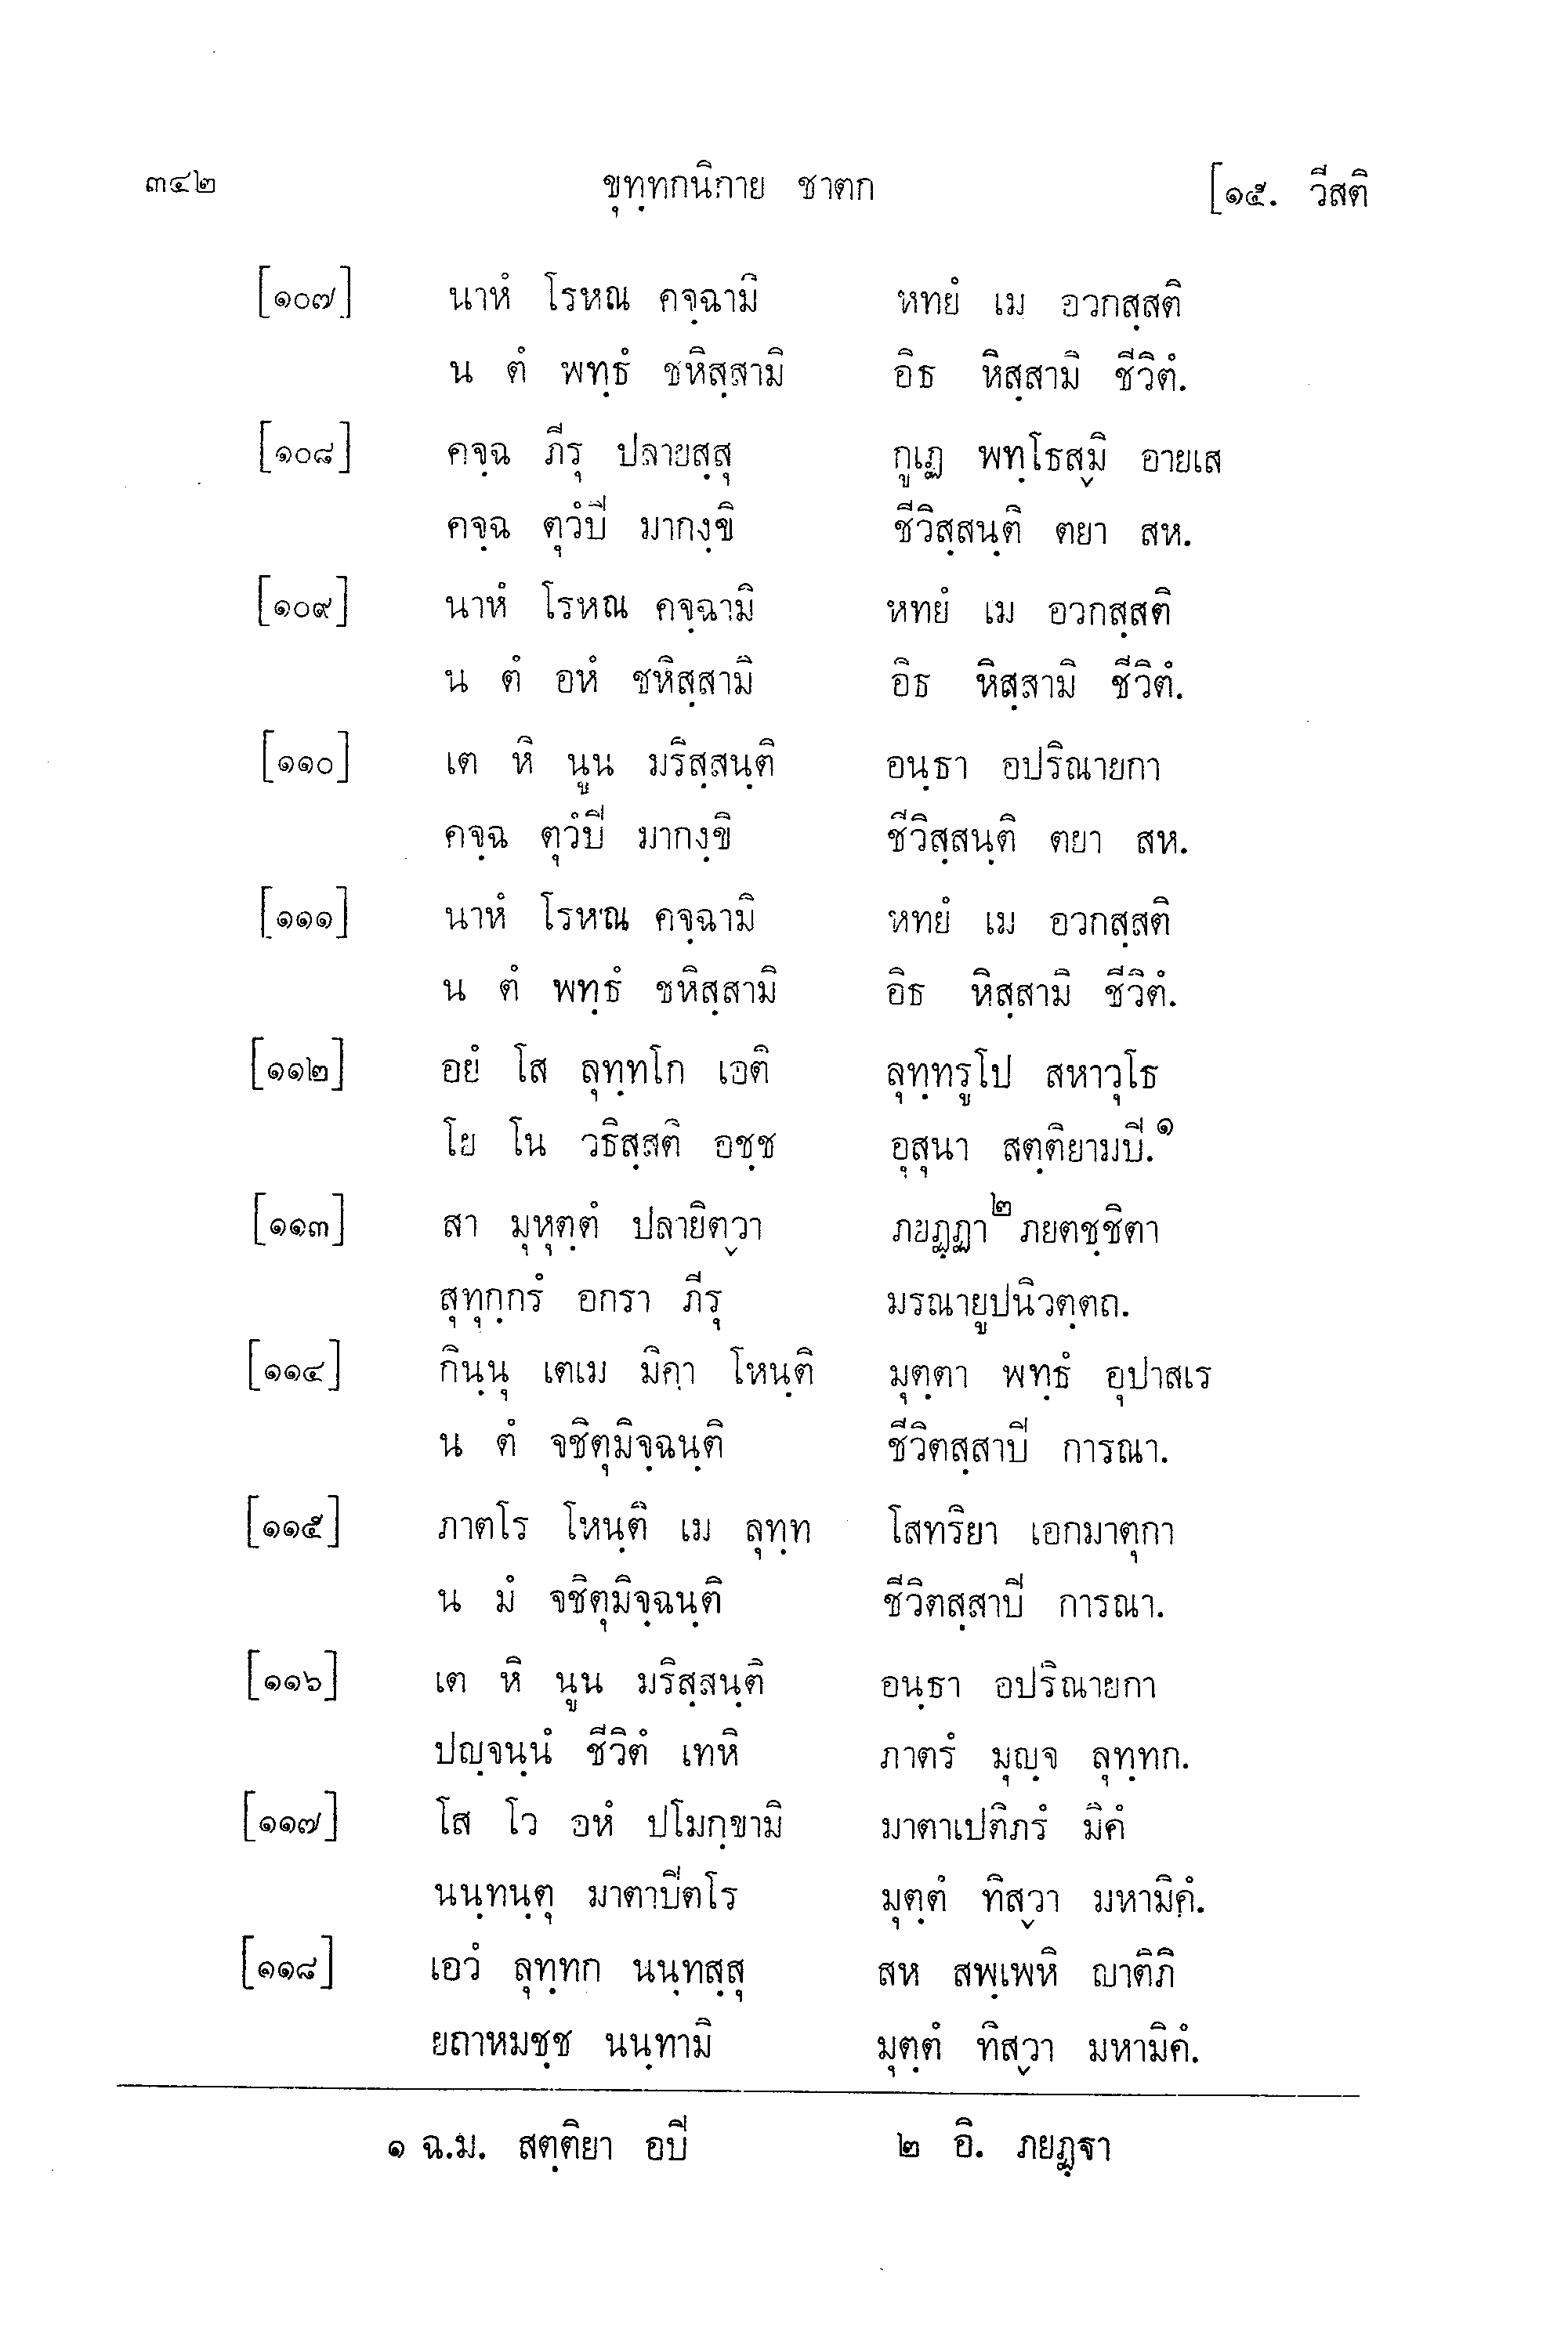 ๓๔๒ ขุทฺทกนิกาย ชาตก [๑๕. วีสติ
[๑๐๗] นาหํ โรหณ คจฺฉามิ หทยํ เม อวกสฺสติ
น ตํ พทฺธํ ชหิสฺสามิ อิธ หิสฺสามิ ชีวิตํ.
[๑๐๘] คจฺฉ ภีรุ ปลายสฺสุ กูเฏ พทฺโธสฺมิ อายเส
คจฺฉ ตุวํปิ มากงฺขิ ชีวิสฺสนฺติ ตยา สห.
[๑๐๙] นาหํ โรหณ คจฺฉามิ หทยํ เม อวกสฺสติ
น ตํ อหํ ชหิสฺสามิ อิธ หิสฺสามิ ชีวิตํ.
[๑๑๐] เต หิ นูน มริสฺสนฺติ อนฺธา อปริณายกา
คจฺฉ ตุวํปิ มากงฺขิ ชีวิสฺสนฺติ ตยา สห.
[๑๑๑] นาหํ โรหณ คจฺฉามิ หทยํ เม อวกสฺสติ
น ตํ พทฺธํ ชหิสฺสามิ อิธ หิสฺสามิ ชีวิตํ.
[๑๑๒] อยํ โส ลุทฺทโก เอติ ลุทฺทรูโป สหาวุโธ
โย โน วธิสฺสติ อชฺช อุสุนา สตฺติยามปิ.๑
[๑๑๓] สา มุหุตฺตํ ปลายิตฺวา ภยฏฺฏา๒ ภยตชฺชิตา
สุทุกฺกรํ อกรา ภีรุ มรณายูปนิวตฺตถ.
[๑๑๔] กินฺนุ เตเม มิคา โหนฺติ มุตฺตา พทฺธํ อุปาสเร
น ตํ จชิตุมิจฺฉนฺติ ชีวิตสฺสาปิ การณา.
[๑๑๕] ภาตโร โหนฺติ เม ลุทฺท โสทริยา เอกมาตุกา
น มํ จชิตุมิจฺฉนฺติ ชีวิตสฺสาปิ การณา.
[๑๑๖] เต หิ นูน มริสฺสนฺติ อนฺธา อปริณายกา
ปญฺจนฺนํ ชีวิตํ เทหิ ภาตรํ มุญฺจ ลุทฺทก.
[๑๑๗] โส โว อหํ ปโมกฺขามิ มาตาเปติภรํ มิคํ
นนฺทนฺตุ มาตาปิตโร มุตฺตํ ทิสฺวา มหามิคํ.
[๑๑๘] เอวํ ลุทฺทก นนฺทสฺสุ สห สพฺเพหิ ญาติภิ
ยถาหมชฺช นนฺทามิ มุตฺตํ ทิสฺวา มหามิคํ.
๑ ฉ.ม. สตฺติยา อปิ ๒ อิ. ภยฏฺฐา